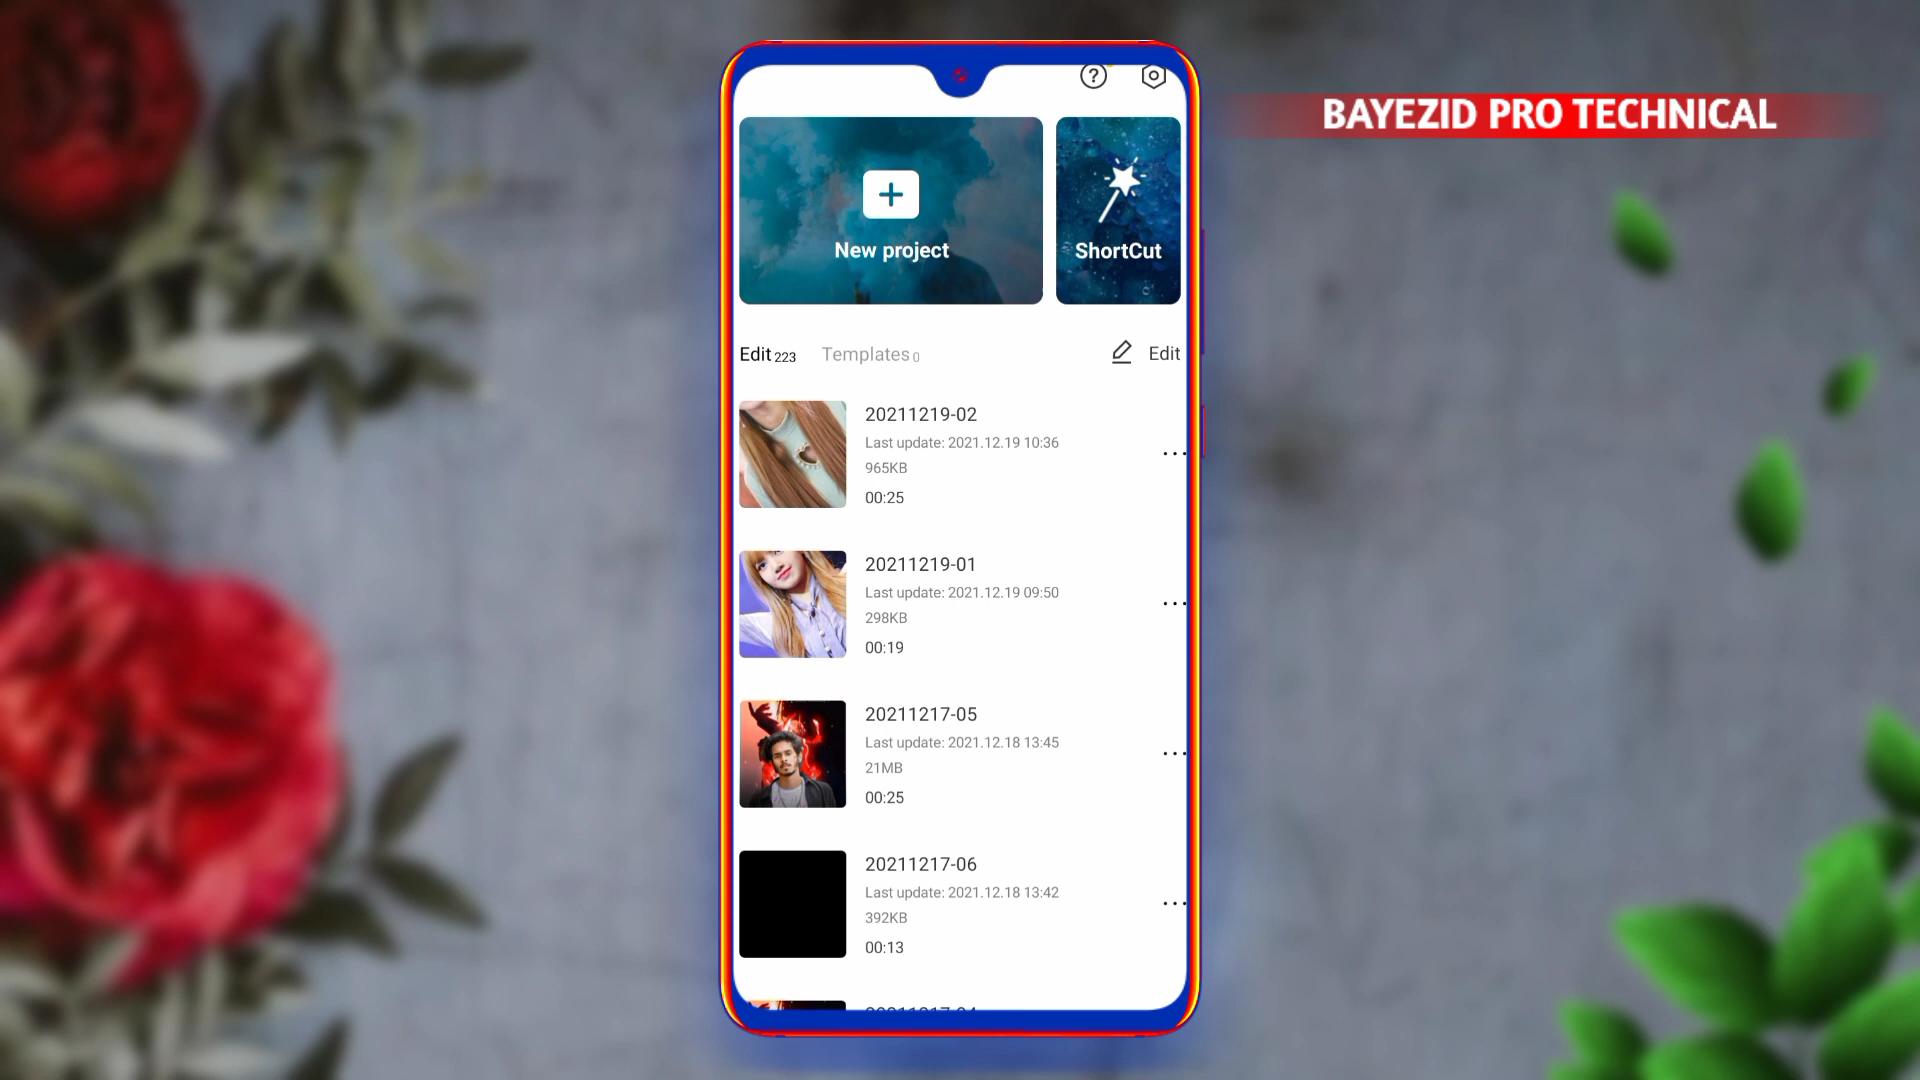 BAYEZID PRO TECHNICAL
New project
ShortCut
Edit 223
Templates 0
Edit
20211219-02
Last update: 2021.12.19 10:36
965KB
00:25
20211219-01
Last update: 2021.12.19 09:50
298KB
00:19
20211217-05
Last update: 2021.12.18 13:45
21MB
00:25
20211217-06
Last update: 2021.12.18 13:42
392KB
00:13